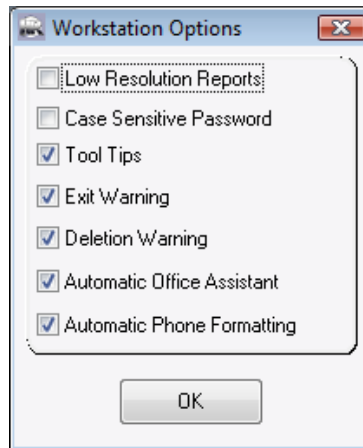 Workstation Options
Low Resolution Reports
Case Sensitive Password
Tool Tips
Exit Warning
Deletion Warning
Automatic Office Assistant
Automatic Phone Formatting
OK